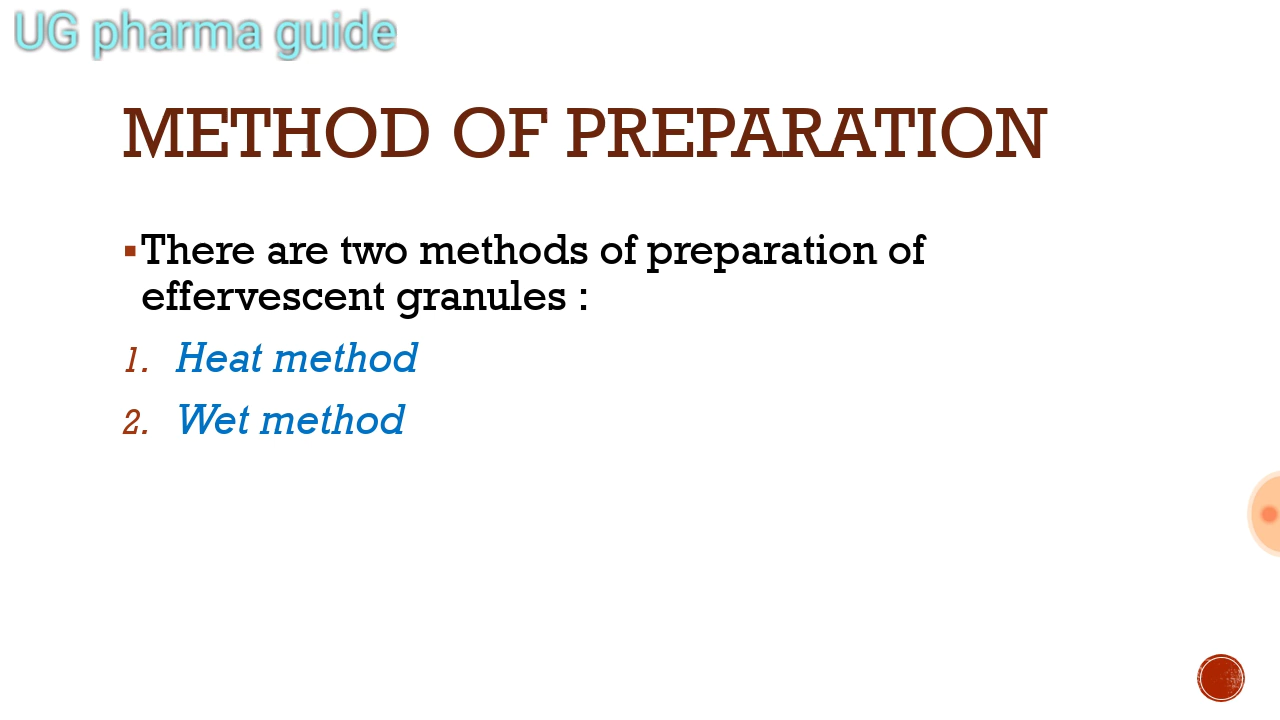 UG pharma guide
METHOD OF PREPARATION
▪There are two methods of preparation of
effervescent granules :
1. Heat method
2. Wet method